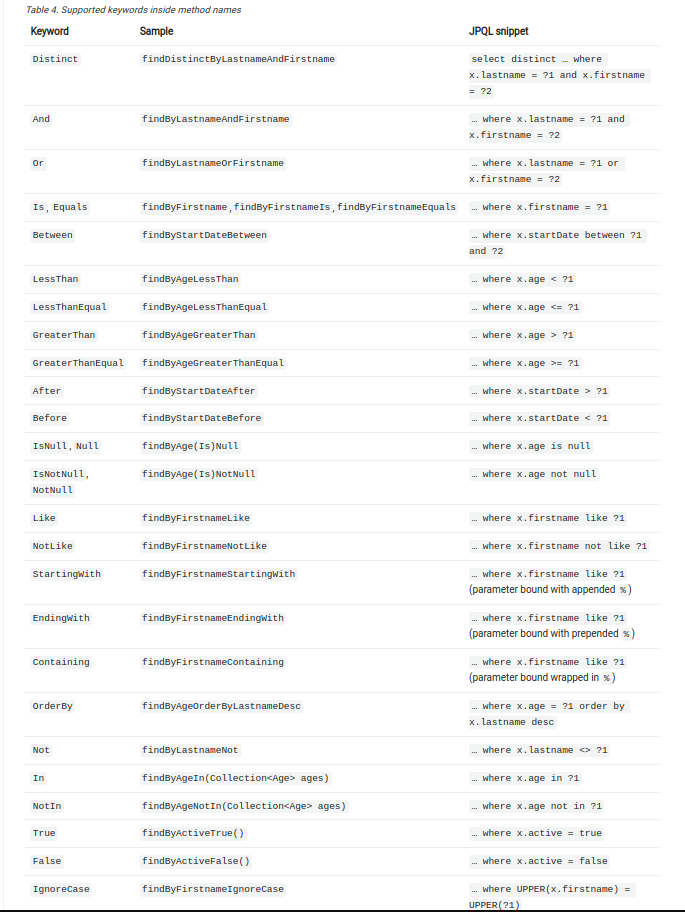 Table 4. Supported keywords inside method names
Keyword Sample JPQL snippet
Distinct findDistinctByLastnameAndFirstname select distinct … where
x.lastname = ?1 and x.firstname
= ?2
And findByLastnameAndFirstname … where x.lastname = ?1 and
x.firstname = ?2
Or findByLastnameOrFirstname … where x.lastname = ?1 or
x.firstname = ?2
Is, Equals findByFirstname,findByFirstnameIs,findByFirstnameEquals … where x.firstname = ?1
Between findByStartDateBetween … where x.startDate between ?1
and ?2
LessThan findByAgeLessThan … where x.age < ?1
LessThanEqual findByAgeLessThanEqual … where x.age <= ?1
GreaterThan findByAgeGreaterThan … where x.age > ?1
GreaterThanEqual findByAgeGreaterThanEqual … where x.age >= ?1
After findByStartDateAfter … where x.startDate > ?1
Before findByStartDateBefore … where x.startDate < ?1
IsNull, Null findByAge(Is)Null … where x.age is null
IsNotNull, findByAge(Is)NotNull … where x.age not null
NotNull
Like findByFirstnameLike … where x.firstname like ?1
NotLike findByFirstnameNotLike … where x.firstname not like ?1
StartingWith findByFirstnameStartingWith … where x.firstname like ?1
(parameter bound with appended %)
EndingWith findByFirstnameEndingWith … where x.firstname like ?1
(parameter bound with prepended %)
Containing findByFirstnameContaining … where x.firstname like ?1
(parameter bound wrapped in %)
OrderBy findByAgeOrderByLastnameDesc … where x.age = ?1 order by
x.lastname desc
Not findByLastnameNot … where x.lastname <> ?1
In findByAgeIn(Collection<Age> ages) … where x.age in ?1
NotIn findByAgeNotIn(Collection<Age> ages) … where x.age not in ?1
True findByActiveTrue() … where x.active = true
False findByActiveFalse() … where x.active = false
IgnoreCase findByFirstnameIgnoreCase … where UPPER(x.firstname) =
UPPER(?1)